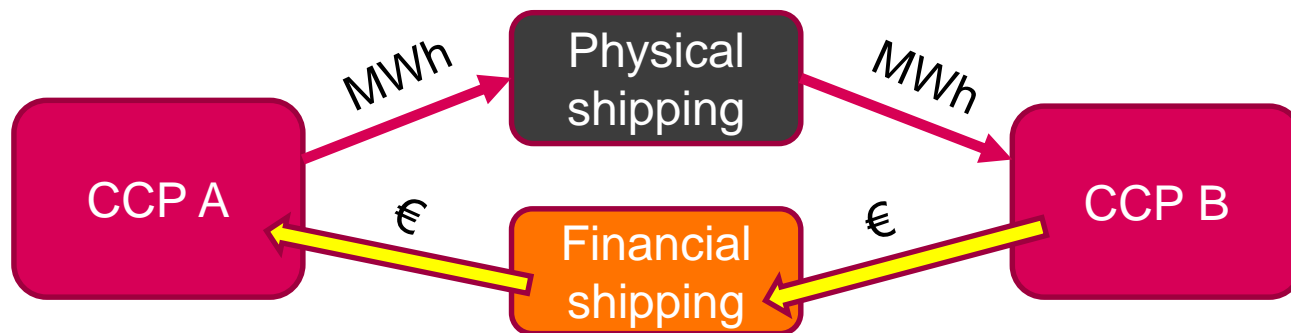 MWh
Physical
shipping
MWh
CCP A
CCP B
€
Financial
shipping
€